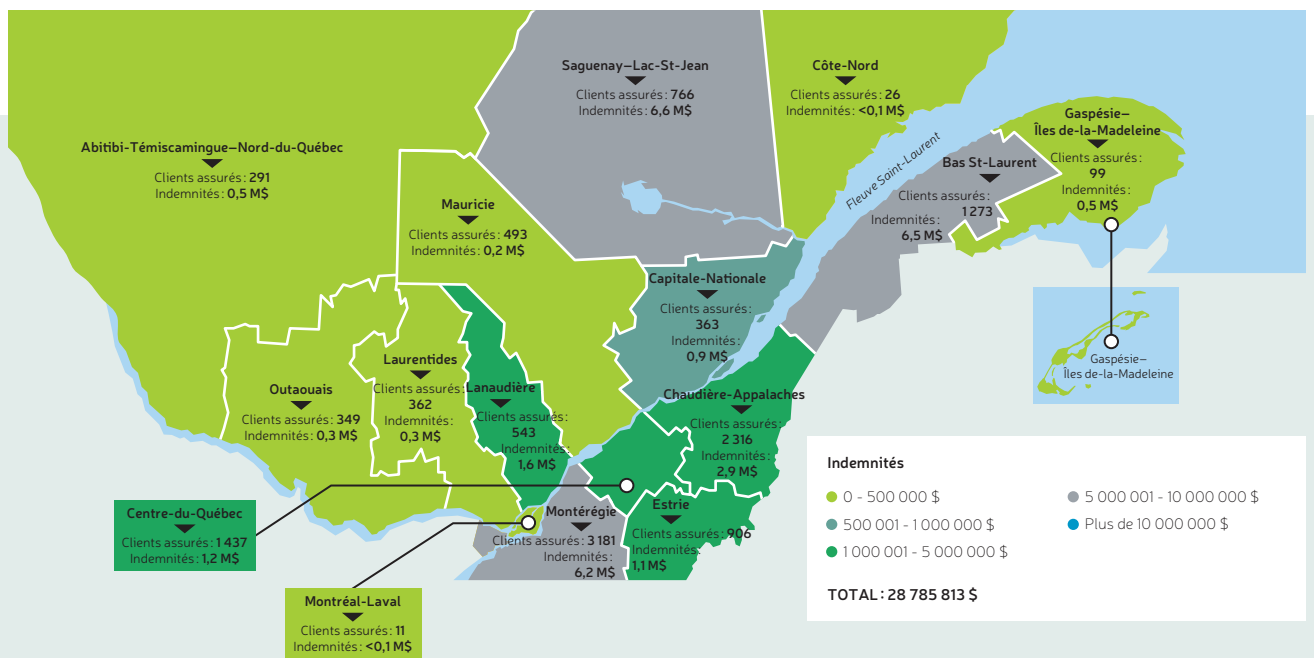 Saguenay–Lac-St-Jean
Clients assurés : 766
Indemnités : 6,6 M$
Côte-Nord
Clients assurés : 26
Indemnités : <0,1 M$
Gaspésie–
Îles de-la-Madeleine
Clients assurés :
99
Indemnités :
0,5 M$
Abitibi-Témiscamingue–Nord-du-Québec
Clients assurés : 291
Indemnités : 0,5 M$
Fleuve Saint-Laurent
Bas St-Laurent
Clients assurés :
1 273
Indemnités :
6,5 M$
Mauricie
Clients assurés : 493
Indemnités : 0,2 M$
Capitale-Nationale
Clients assurés :
363
Indemnités :
0,9 M$
Gaspésie–
Îles de-la-Madeleine
Outaouais
Clients assurés : 349
Indemnités : 0,3 M$
Laurentides
Clients assurés :
362
Indemnités :
0,3 M$
Lanaudière
Clients assurés :
543
Indemnités :
1,6 M$
Chaudière-Appalaches
Clients assurés :
2 316
Indemnités :
2,9 M$
Centre-du-Québec
Clients assurés : 1 437
Indemnités : 1,2 M$
Montérégie
Clients assurés : 3 181
Indemnités :
6,2 M$
Estrie
Clients assurés : 906
Indemnités :
1,1 M$
Montréal-Laval
Clients assurés : 11
Indemnités : <0,1 M$
Indemnités
0 - 500 000 $
500 001 - 1 000 000 $
1 000 001 - 5 000 000 $
5 000 001 - 10 000 000 $
Plus de 10 000 000 $
TOTAL : 28 785 813 $